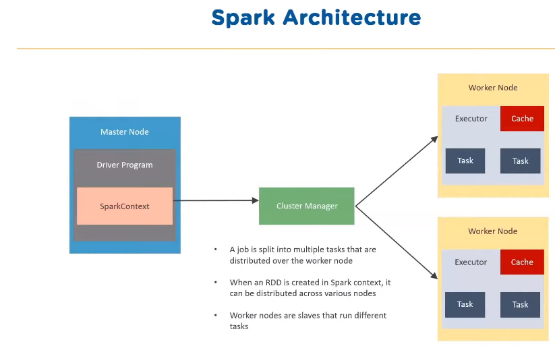 Spark Architecture
Master Node
Driver Program
SparkContext
Cluster Manager
Worker Node
Executor
Cache
Task
Task
Worker Node
Executor
Cache
Task
Task
• A job is split into multiple tasks that are
distributed over the worker node
• When an RDD is created in Spark context, it
can be distributed across various nodes
• Worker nodes are slaves that run different
tasks